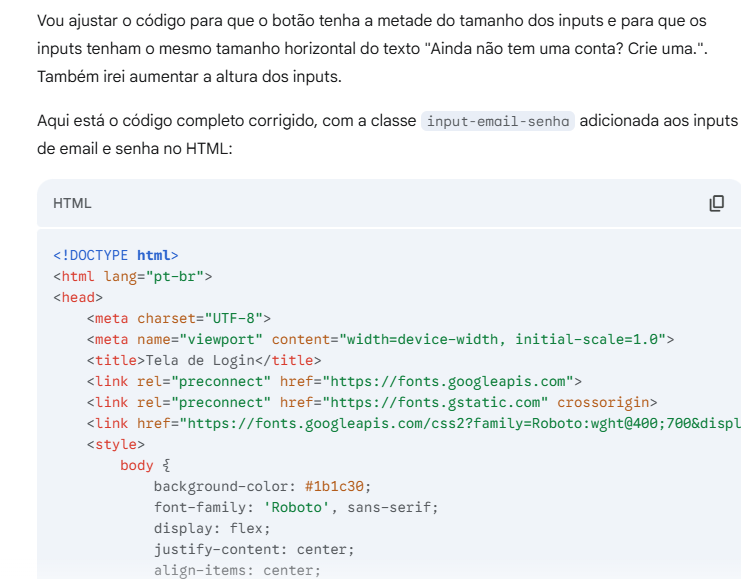 Vou ajustar o código para que o botão tenha a metade do tamanho dos inputs e para que os
inputs tenham o mesmo tamanho horizontal do texto "Ainda não tem uma conta? Crie uma.".
Também irei aumentar a altura dos inputs.
Aqui está o código completo corrigido, com a classe input-email-senha adicionada aos inputs
de email e senha no HTML:
HTML
<!DOCTYPE html>
<html lang="pt-br">
<head>
    <meta charset="UTF-8">
    <meta name="viewport" content="width=device-width, initial-scale=1.0">
    <title>Tela de Login</title>
    <link rel="preconnect" href="https://fonts.googleapis.com">
    <link rel="preconnect" href="https://fonts.gstatic.com" crossorigin>
    <link href="https://fonts.googleapis.com/css2?family=Roboto:wght@400;700&displ
    <style>
        body {
            background-color: #1b1c30;
            font-family: 'Roboto', sans-serif;
            display: flex;
            justify-content: center;
            align-items: center;